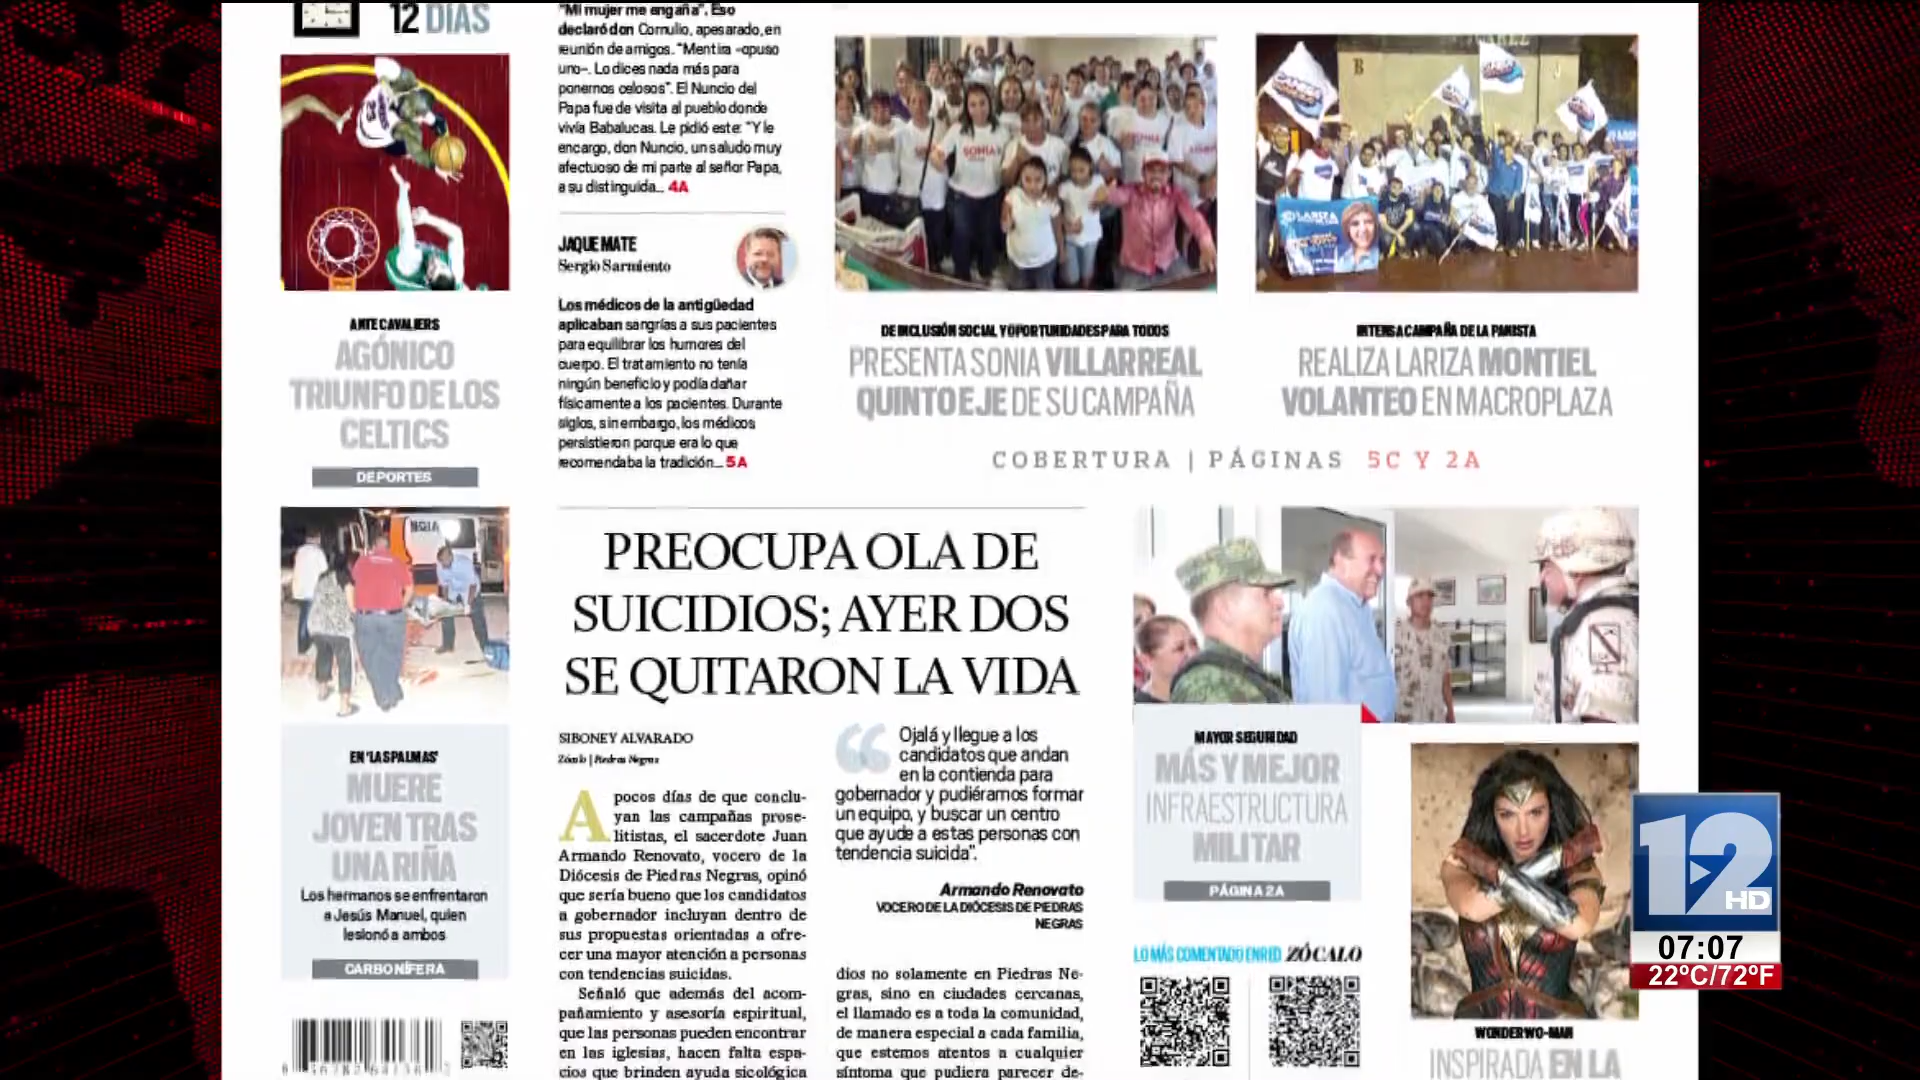 12 DÍAS
ANTE CAVALIERS
AGÓNICO
TRIUNFO DE LOS
CELTICS
DEPORTES
EN 'LAS PALMAS'
MUERE
JOVEN TRAS
UNA RIÑA
Los hermanos se enfrentaron
a Jesús Manuel, quien
lesionó a ambos
CARBONÍFERA
"Mi mujer me engaña". Eso
declaró don Cornulio, apesarado, en
reunión de amigos. "Mentira -opuso
uno-. Lo dices nada más para
ponernos celosos". El Nuncio del
Papa fue de visita al pueblo donde
vivía Babalucas. Le pidió este: "Y le
encargo, don Nuncio, un saludo muy
afectuoso de mi parte al señor Papa,
a su distinguida... 4A
JAQUE MATE
Sergio Sarmiento
Los médicos de la antigüedad
aplicaban sangrías a sus pacientes
para equilibrar los humores del
cuerpo. El tratamiento no tenía
ningún beneficio y podía dañar
físicamente a los pacientes. Durante
siglos, sin embargo, los médicos
persistieron porque era lo que
recomendaba la tradición... 5A
SONIA
B
LARIZA
DE INCLUSIÓN SOCIAL Y OPORTUNIDADES PARA TODOS
PRESENTA SONIA VILLARREAL
QUINTO EJE DE SU CAMPAÑA
INTENSA CAMPAÑA DE LA PANISTA
REALIZA LARIZA MONTIEL
VOLANTEO EN MACROPLAZA
COBERTURA | PÁGINAS 5C Y 2A
PREOCUPA OLA DE
SUICIDIOS; AYER DOS
SE QUITARON LA VIDA
SIBONEY ALVARADO
Zócalo | Piedras Negras
A pocos días de que conclu-
yan las campañas prose-
litistas, el sacerdote Juan
Armando Renovato, vocero de la
Diócesis de Piedras Negras, opinó
que sería bueno que los candidatos
a gobernador incluyan dentro de
sus propuestas orientadas a ofre-
cer una mayor atención a personas
con tendencias suicidas.
Señaló que además del acom-
pañamiento y asesoría espiritual,
que las personas pueden encontrar
en las iglesias, hacen falta espa-
cios que brinden ayuda sicológica
Ojalá y llegue a los
candidatos que andan
en la contienda para
gobernador y pudiéramos formar
un equipo, y buscar un centro
que ayude a estas personas con
tendencia suicida".
Armando Renovato
VOCERO DE LA DIÓCESIS DE PIEDRAS
NEGRAS
dios no solamente en Piedras Ne-
gras, sino en ciudades cercanas,
el llamado es a toda la comunidad,
de manera especial a cada familia,
que estemos atentos a cualquier
síntoma que pudiera parecer de-
MAYOR SEGURIDAD
MÁS Y MEJOR
INFRAESTRUCTURA
MILITAR
PÁGINA 2A
LO MÁS COMENTADO EN RED ZÓCALO
WONDER WO-MAN
INSPIRADA EN LA
12
HD
07:07
22ºC/72ºF